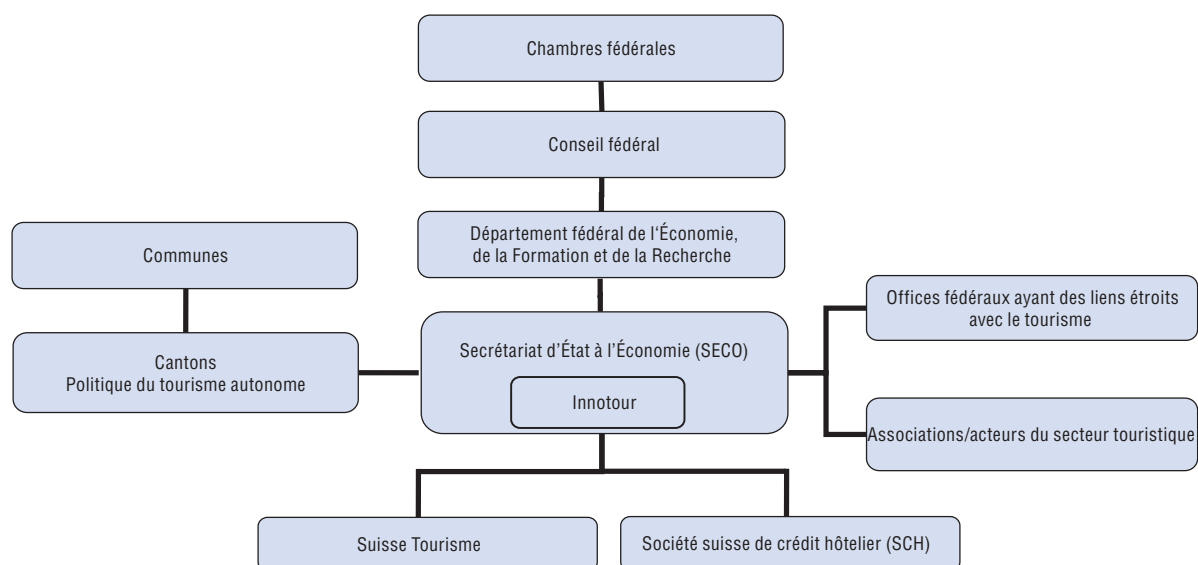 Chambres fédérales
Conseil fédéral
Département fédéral de l‘Économie,
de la Formation et de la Recherche
Communes
Cantons
Politique du tourisme autonome
Secrétariat d’État à l’Économie (SECO)
Innotour
Offices fédéraux ayant des liens étroits
avec le tourisme
Associations/acteurs du secteur touristique
Suisse Tourisme
Société suisse de crédit hôtelier (SCH)